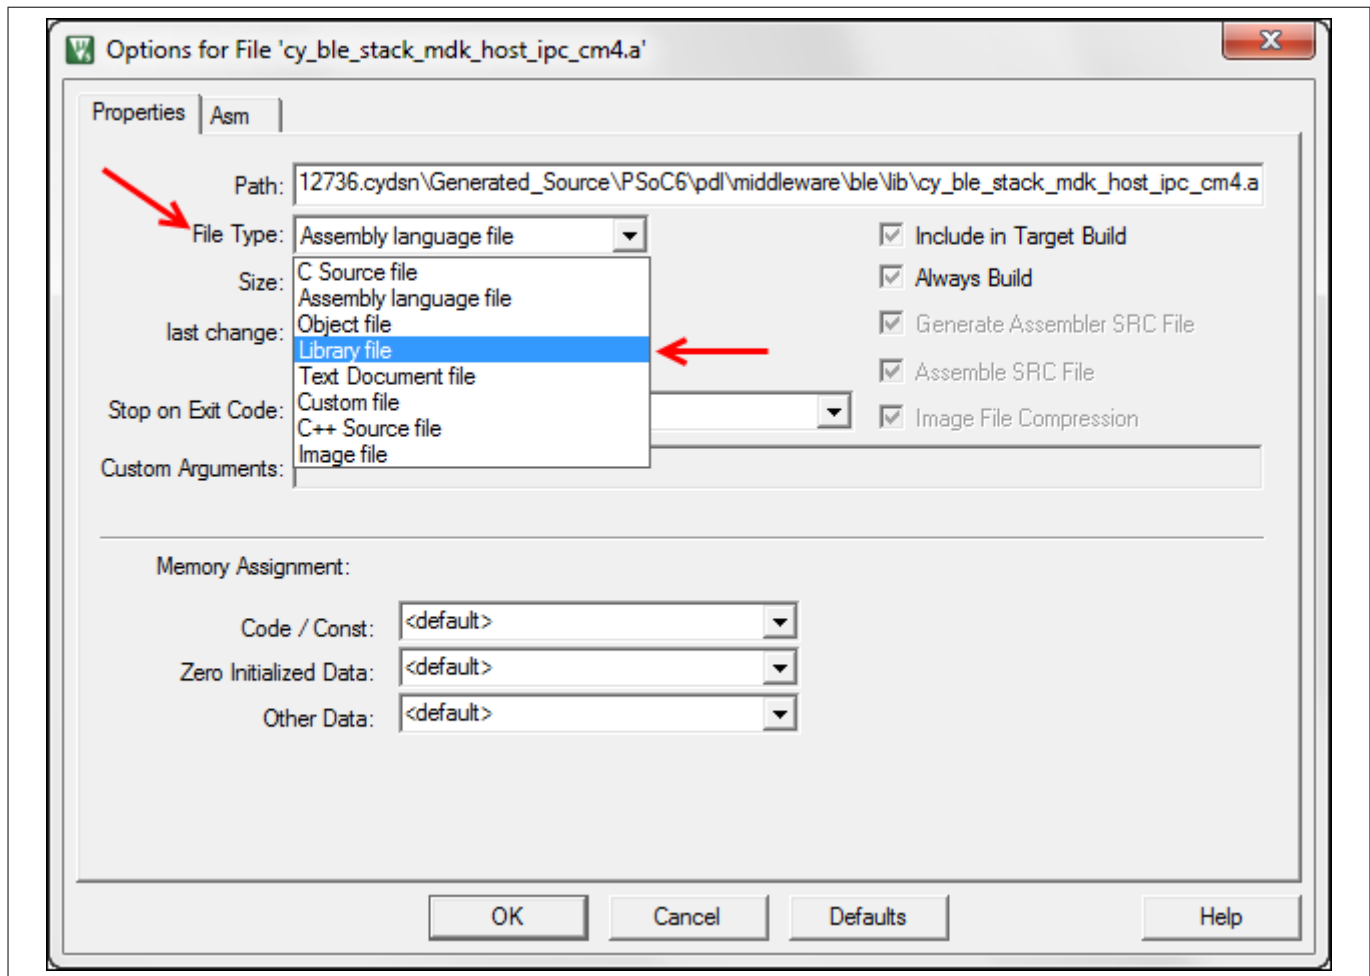 Options for File 'cy_ble_stack_mdk_host_ipc_cm4.a'
Properties
Asm
Path: 12736.cydsn\Generated_Source\PSoC6\pdl\middleware\ble\lib\cy_ble_stack_mdk_host_ipc_cm4.a
File Type: Assembly language file
Include in Target Build
C Source file
Size:
Always Build
Assembly language file
Object file
Generate Assembler SRC File
last change:
Library file
Text Document file
Assemble SRC File
Custom file
Stop on Exit Code:
Image File Compression
C++ Source file
Image file
Custom Arguments:
Memory Assignment:
Code / Const: <default>
Zero Initialized Data: <default>
Other Data: <default>
OK
Cancel
Defaults
Help